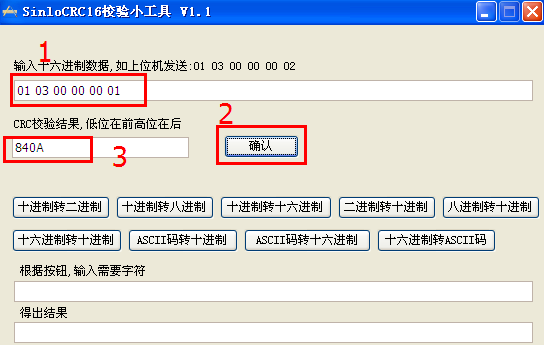 SinloCRC16校验小工具 V1.1
1
输入十六进制数据,如上位机发送:01 03 00 00 00 02
01 03 00 00 00 01
CRC校验结果,低位在前高位在后
2
840A
确认
3
十进制转二进制 十进制转八进制 十进制转十六进制 二进制转十进制 八进制转十进制
十六进制转十进制 ASCII码转十进制 ASCII码转十六进制 十六进制转ASCII码
根据按钮,输入需要字符
得出结果